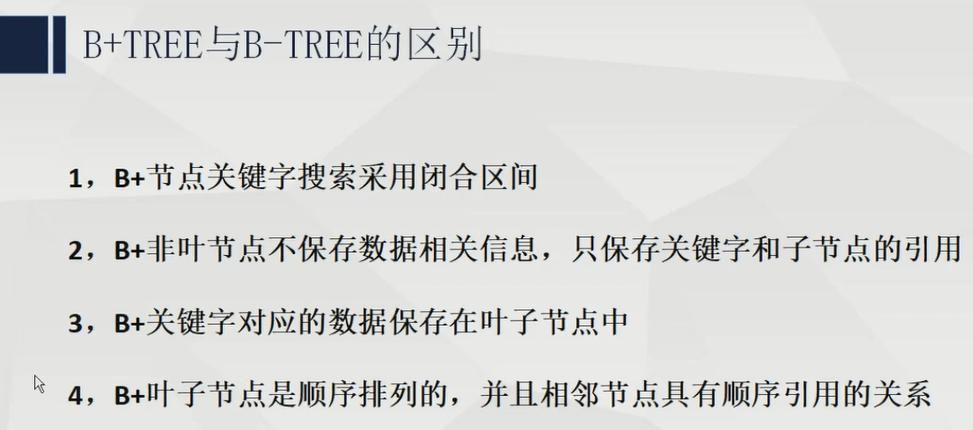 B+TREE与B-TREE的区别
1，B+节点关键字搜索采用闭合区间
2，B+非叶节点不保存数据相关信息，只保存关键字和子节点的引用
3，B+关键字对应的数据保存在叶子节点中
4，B+叶子节点是顺序排列的，并且相邻节点具有顺序引用的关系